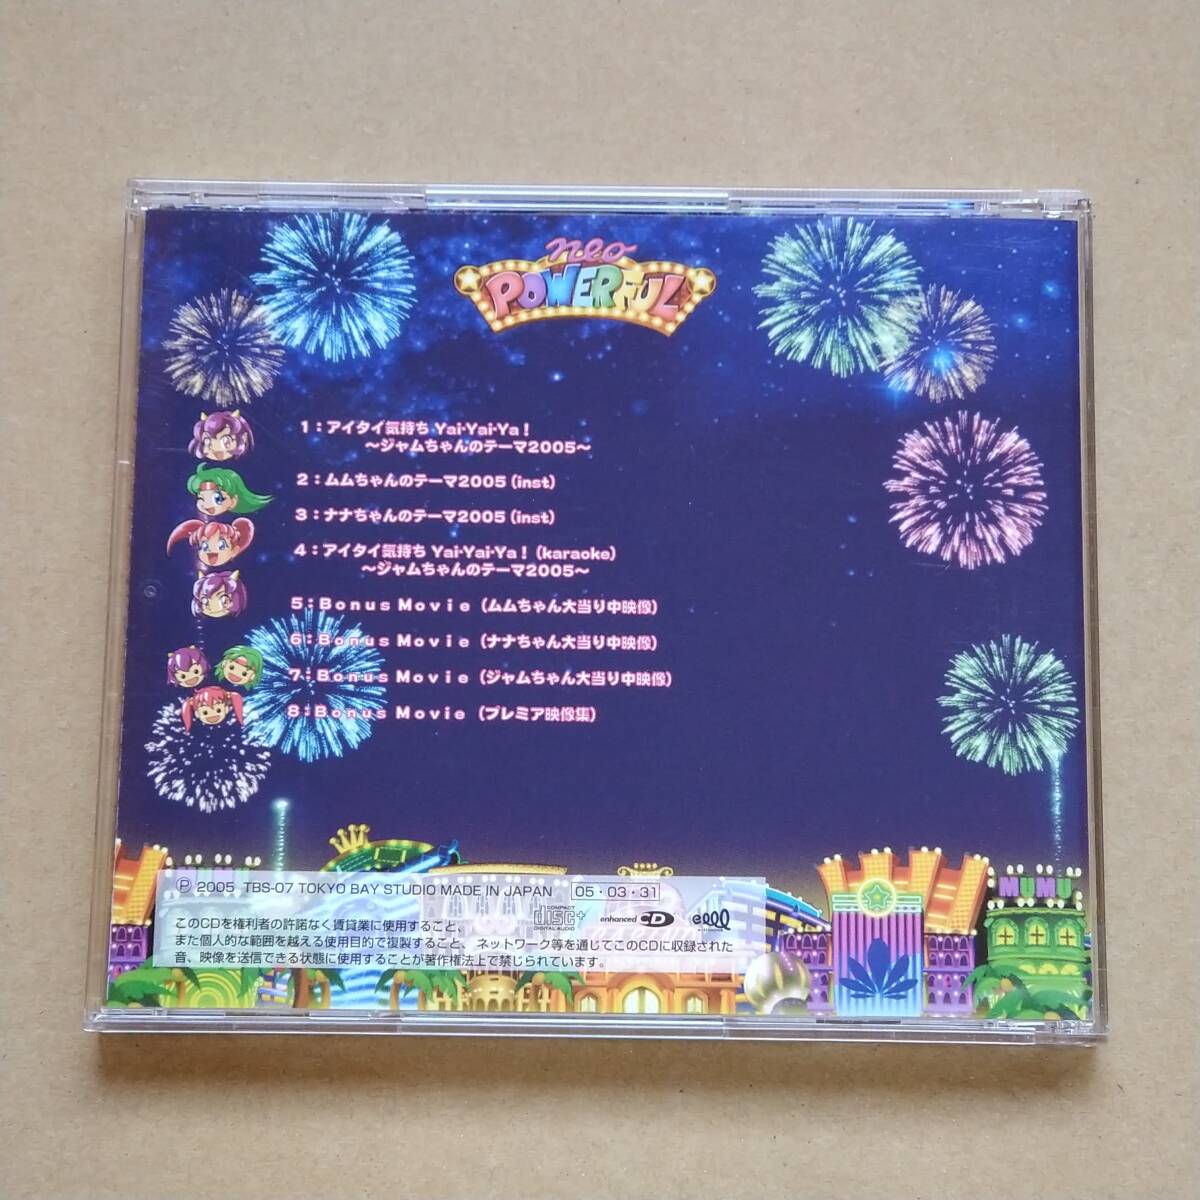 neo
POWERFUL
1：アイタイ気持ち Yai·Yai·Ya！
～ジャムちゃんのテーマ2005～
2：ムムちゃんのテーマ2005(inst)
3：ナナちゃんのテーマ2005(inst)
4：アイタイ気持ち Yai·Yai·Ya！(karaoke)
～ジャムちゃんのテーマ2005～
5：Bonus Movie（ムムちゃん大当り中映像）
6：Bonus Movie（ナナちゃん大当り中映像）
7：Bonus Movie（ジャムちゃん大当り中映像）
8：Bonus Movie（プレミア映像集）
MUMU
Ⓟ 2005 TBS-07 TOKYO BAY STUDIO MADE IN JAPAN 05・03・31
COMPACT disc+ DIGITAL AUDIO enhanced CD
このCDを権利者の許諾なく賃貸業に使用すること、
また個人的な範囲を越える使用目的で複製すること、ネットワーク等を通じてこのCDに収録された
音、映像を送信できる状態に使用することが著作権法上で禁じられています。